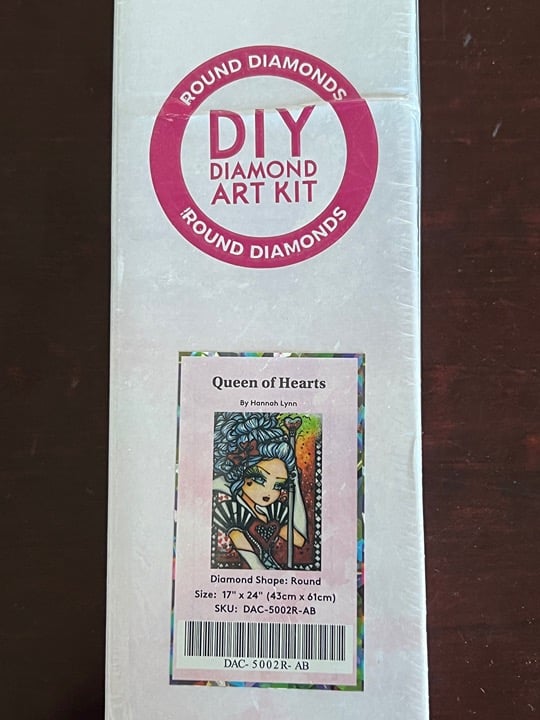 ROUND DIAMONDS
DIY
DIAMOND
ART KIT
ROUND DIAMONDS
Queen of Hearts
By Hannah Lynn
Diamond Shape: Round
Size: 17" x 24" (43cm x 61cm)
SKU: DAC-5002R-AB
DAC- 5002R- AB